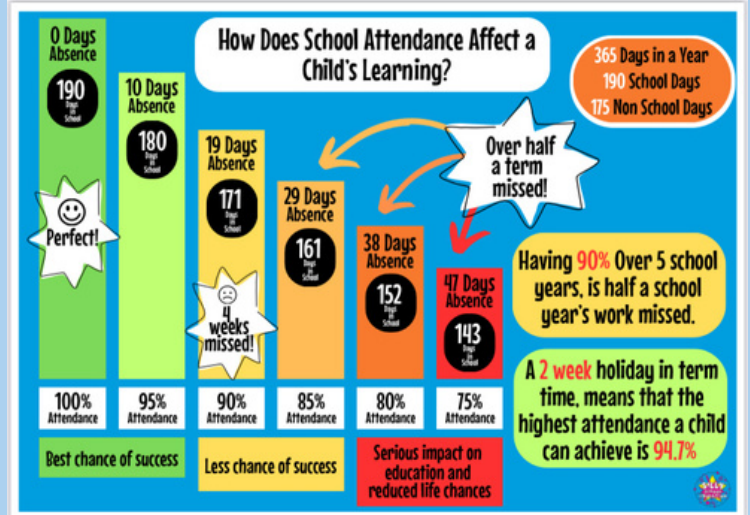 How Does School Attendance Affect a
Child's Learning?
365 Days in a Year
190 School Days
175 Non School Days
0 Days
Absence
190
Days
in
School
Perfect!
10 Days
Absence
180
Days
in
School
19 Days
Absence
171
Days
in
School
4
weeks
missed!
29 Days
Absence
161
Days
in
School
38 Days
Absence
152
Days
in
School
47 Days
Absence
143
Days
in
School
Over half
a term
missed!
Having 90% Over 5 school
years, is half a school
year's work missed.
A 2 week holiday in term
time, means that the
highest attendance a child
can achieve is 94.7%
100%
Attendance
95%
Attendance
90%
Attendance
85%
Attendance
80%
Attendance
75%
Attendance
Best chance of success
Less chance of success
Serious impact on
education and
reduced life chances